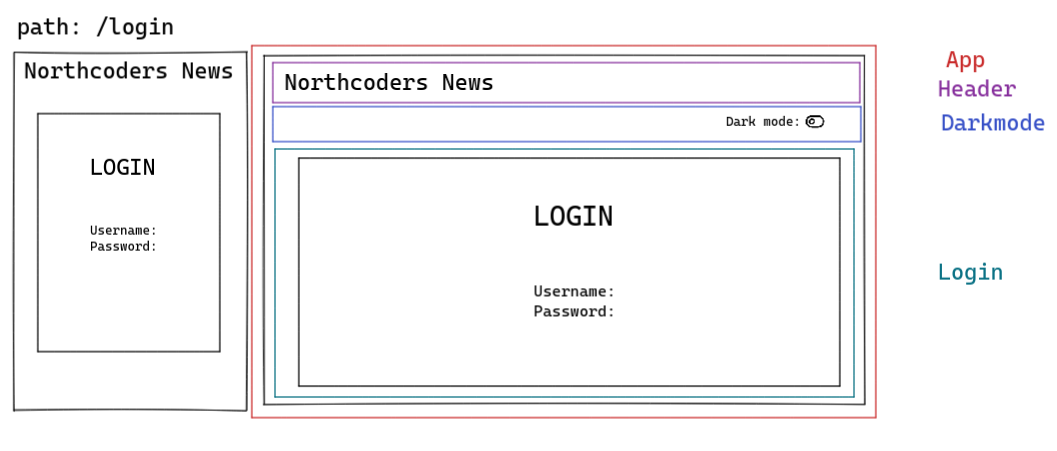 path: /login
Northcoders News
LOGIN
Username:
Password:
Northcoders News
Dark mode:
LOGIN
Username:
Password:
App
Header
Darkmode
Login